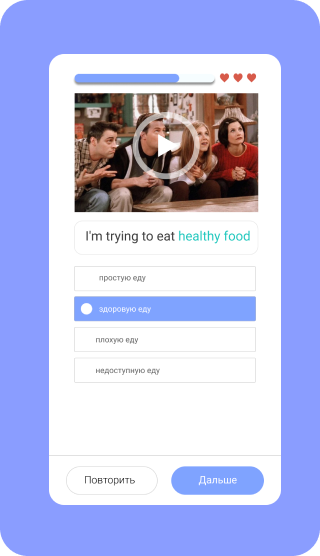 I'm trying to eat healthy food
простую еду
здоровую еду
плохую еду
недоступную еду
Повторить
Дальше